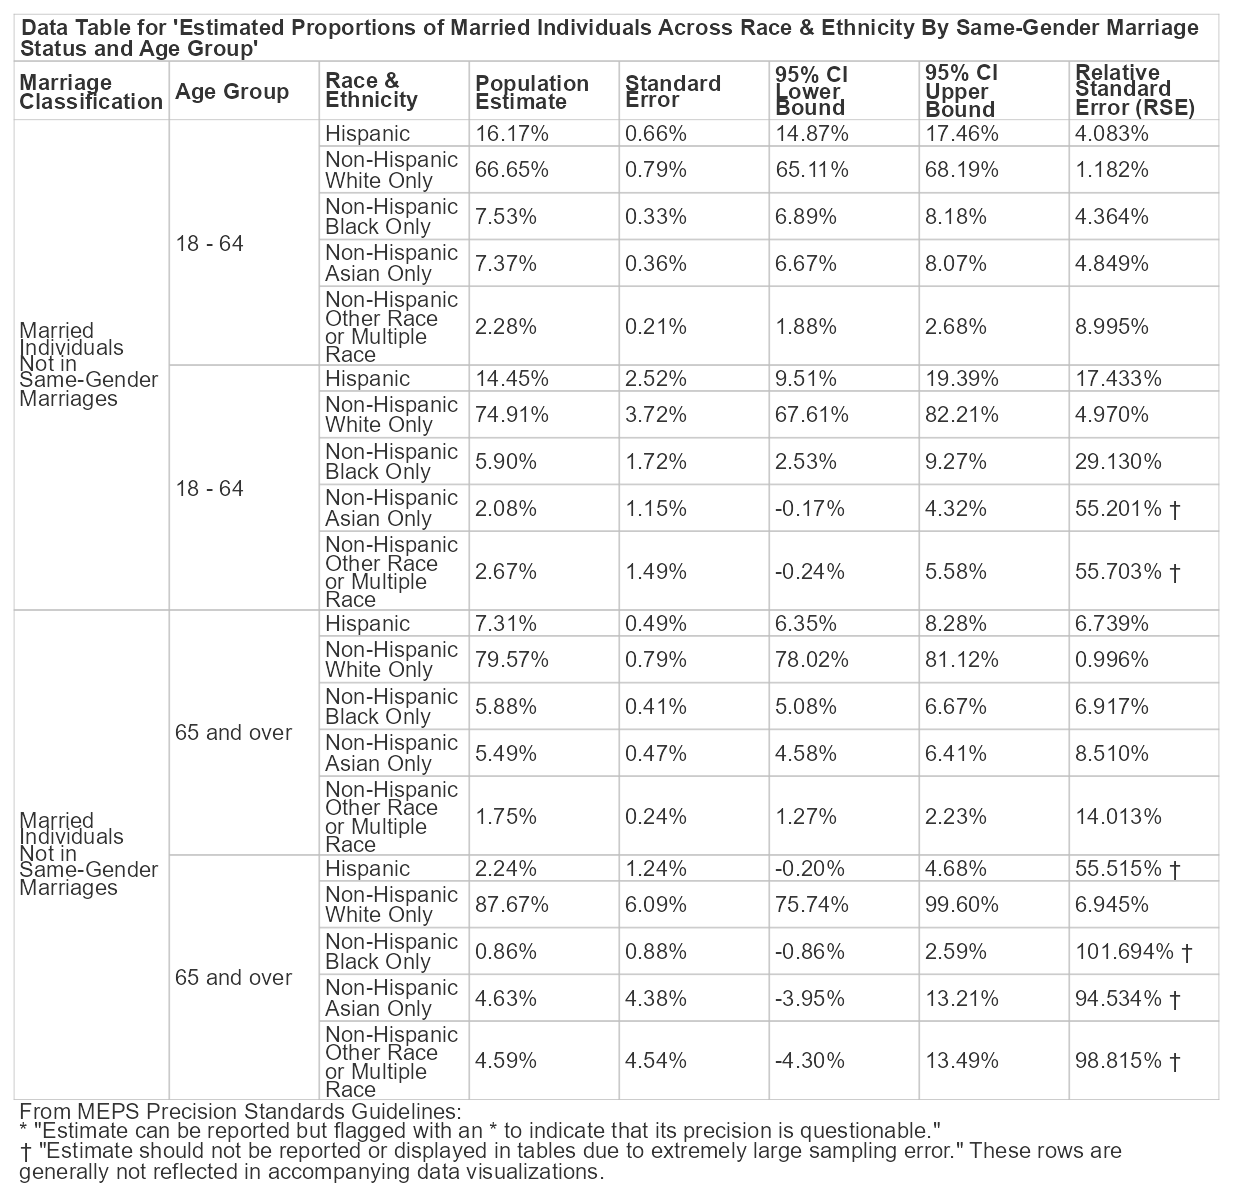 Data Table for 'Estimated Proportions of Married Individuals Across Race & Ethnicity By Same-Gender Marriage
Status and Age Group'
Marriage Classification | Age Group | Race & Ethnicity | Population Estimate | Standard Error | 95% CI Lower Bound | 95% CI Upper Bound | Relative Standard Error (RSE)
Married Individuals Not in Same-Gender Marriages
18 - 64
Hispanic 16.17% 0.66% 14.87% 17.46% 4.083%
Non-Hispanic White Only 66.65% 0.79% 65.11% 68.19% 1.182%
Non-Hispanic Black Only 7.53% 0.33% 6.89% 8.18% 4.364%
Non-Hispanic Asian Only 7.37% 0.36% 6.67% 8.07% 4.849%
Non-Hispanic Other Race or Multiple Race 2.28% 0.21% 1.88% 2.68% 8.995%
18 - 64
Hispanic 14.45% 2.52% 9.51% 19.39% 17.433%
Non-Hispanic White Only 74.91% 3.72% 67.61% 82.21% 4.970%
Non-Hispanic Black Only 5.90% 1.72% 2.53% 9.27% 29.130%
Non-Hispanic Asian Only 2.08% 1.15% -0.17% 4.32% 55.201% †
Non-Hispanic Other Race or Multiple Race 2.67% 1.49% -0.24% 5.58% 55.703% †
Married Individuals Not in Same-Gender Marriages
65 and over
Hispanic 7.31% 0.49% 6.35% 8.28% 6.739%
Non-Hispanic White Only 79.57% 0.79% 78.02% 81.12% 0.996%
Non-Hispanic Black Only 5.88% 0.41% 5.08% 6.67% 6.917%
Non-Hispanic Asian Only 5.49% 0.47% 4.58% 6.41% 8.510%
Non-Hispanic Other Race or Multiple Race 1.75% 0.24% 1.27% 2.23% 14.013%
65 and over
Hispanic 2.24% 1.24% -0.20% 4.68% 55.515% †
Non-Hispanic White Only 87.67% 6.09% 75.74% 99.60% 6.945%
Non-Hispanic Black Only 0.86% 0.88% -0.86% 2.59% 101.694% †
Non-Hispanic Asian Only 4.63% 4.38% -3.95% 13.21% 94.534% †
Non-Hispanic Other Race or Multiple Race 4.59% 4.54% -4.30% 13.49% 98.815% †
From MEPS Precision Standards Guidelines:
* "Estimate can be reported but flagged with an * to indicate that its precision is questionable."
† "Estimate should not be reported or displayed in tables due to extremely large sampling error." These rows are
generally not reflected in accompanying data visualizations.